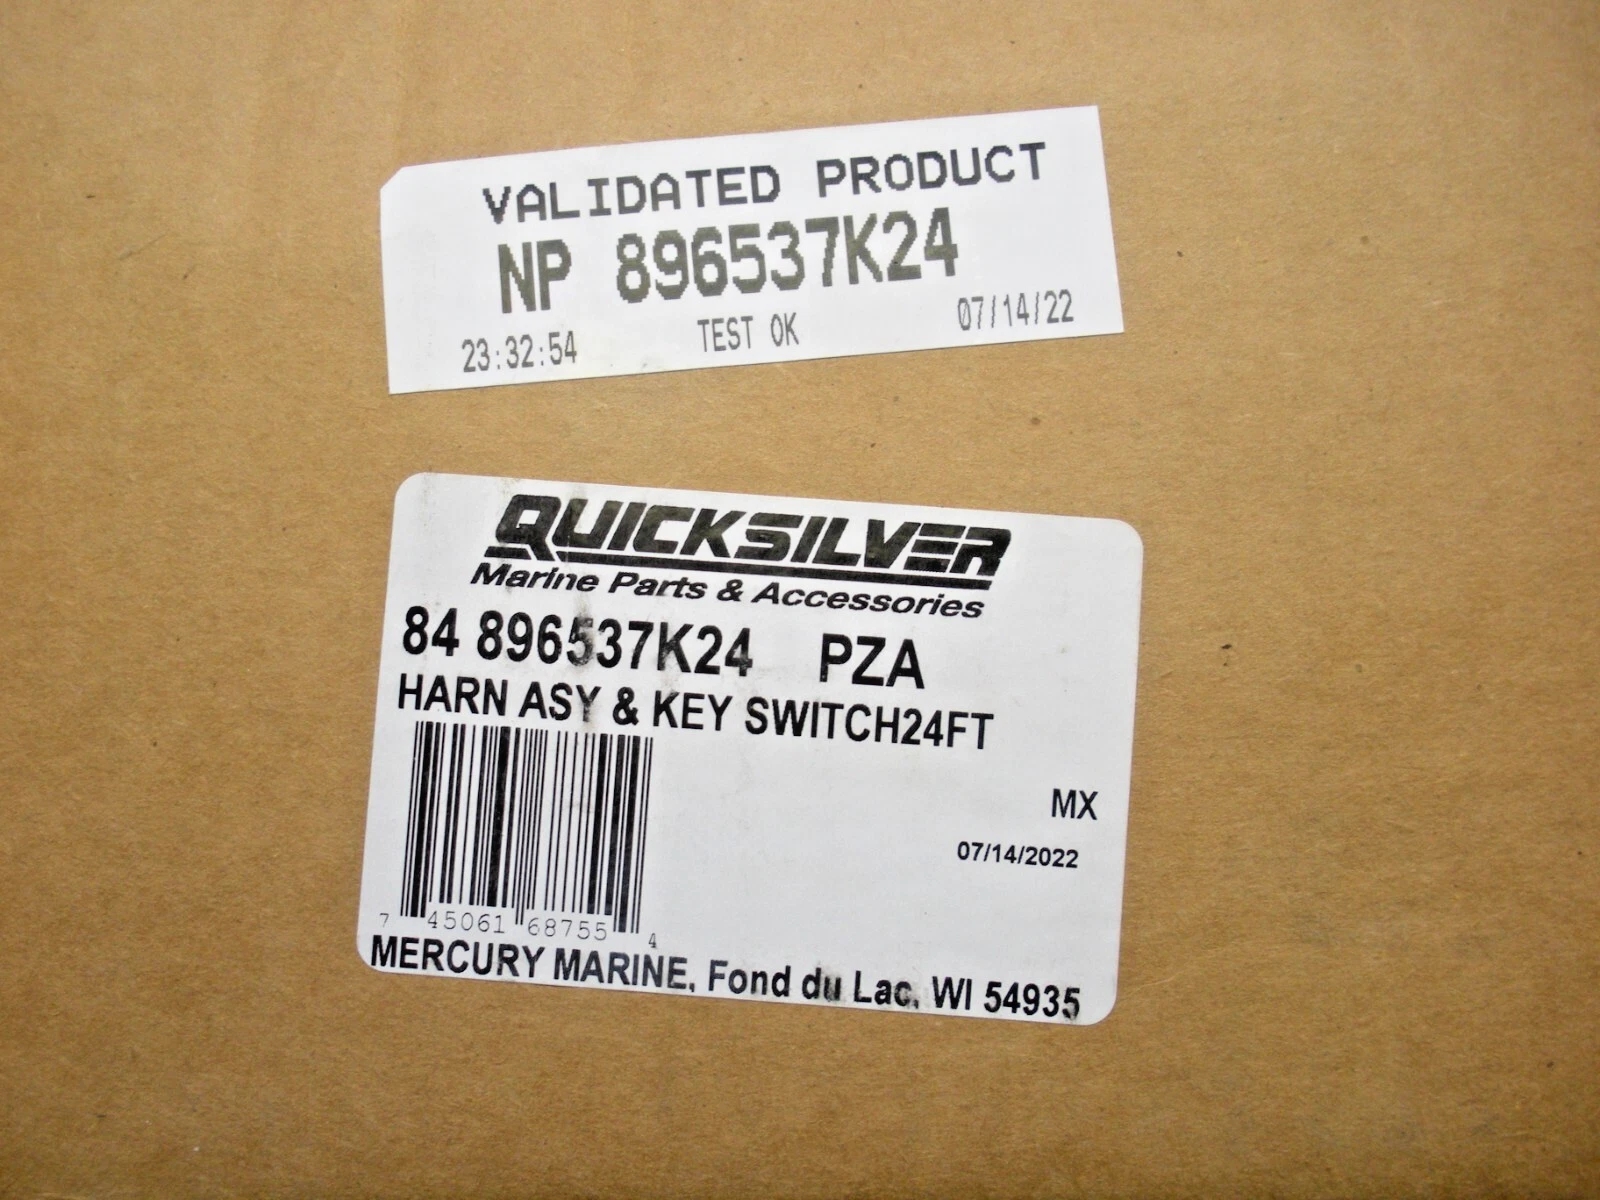 VALIDATED PRODUCT
NP 896537K24
23:32:54 TEST OK 07/14/22
QUICKSILVER
Marine Parts & Accessories
84 896537K24 PZA
HARN ASY & KEY SWITCH24FT
MX
07/14/2022
7 45061 68755 4
MERCURY MARINE, Fond du Lac, WI 54935